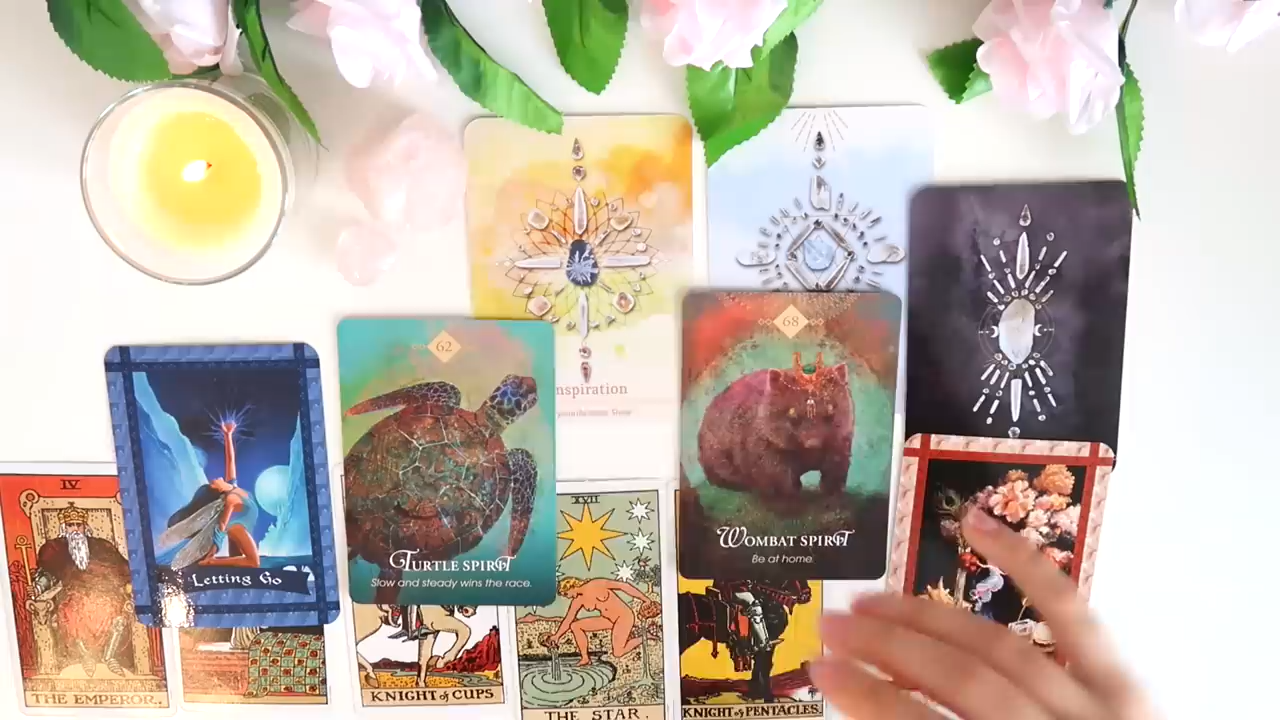 nspiration
62
TURTLE SPIRIT
Slow and steady wins the race.
68
WOMBAT SPIRIT
Be at home.
Letting Go
IV
THE EMPEROR.
KNIGHT of CUPS
XVII
THE STAR.
KNIGHT of PENTACLES.